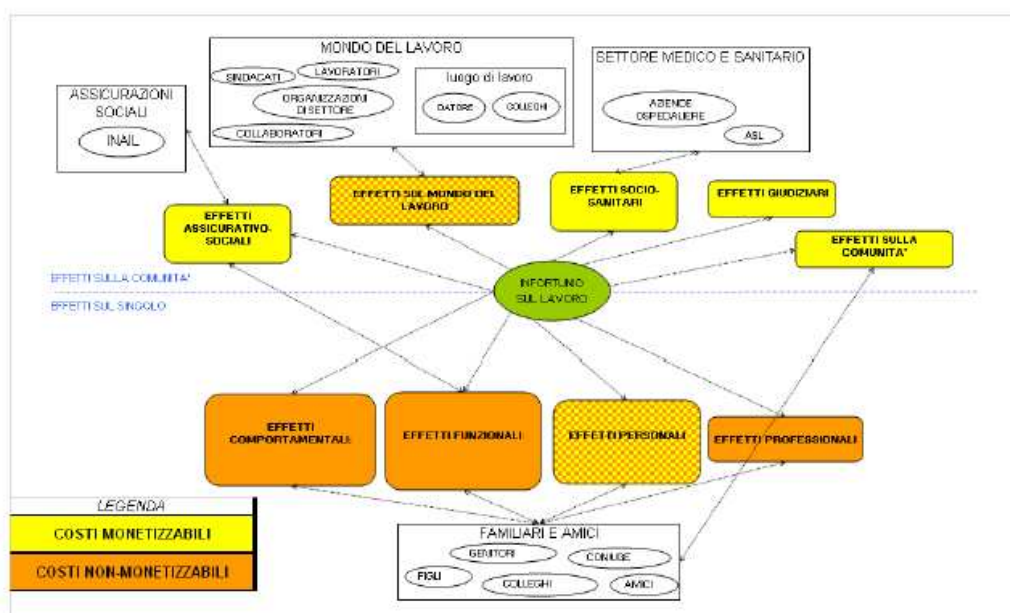 MONDO DEL LAVORO
SINDACATI
LAVORATORI
ORGANIZZAZIONI
DI SETTORE
COLLABORATORI
luogo di lavoro
DATORE
COLLEGHI
SETTORE MEDICO E SANITARIO
AZIENDE
OSPEDALIERE
ASL
ASSICURAZIONI
SOCIALI
INAIL
EFFETTI SUL MONDO DEL
LAVORO
EFFETTI SOCIO-
SANITARI
EFFETTI GIUDIZIARI
EFFETTI
ASSICURATIVO-
SOCIALI
EFFETTI SULLA
COMUNITA'
EFFETTI SULLA COMUNITA'
EFFETTI SUL SINGOLO
INFORTUNIO
SUL LAVORO
EFFETTI
COMPORTAMENTALI
EFFETTI FUNZIONALI
EFFETTI PERSONALI
EFFETTI PROFESSIONALI
LEGENDA
COSTI MONETIZZABILI
COSTI NON-MONETIZZABILI
FAMILIARI E AMICI
GENITORI
CONIUGE
FIGLI
COLLEGHI
AMICI